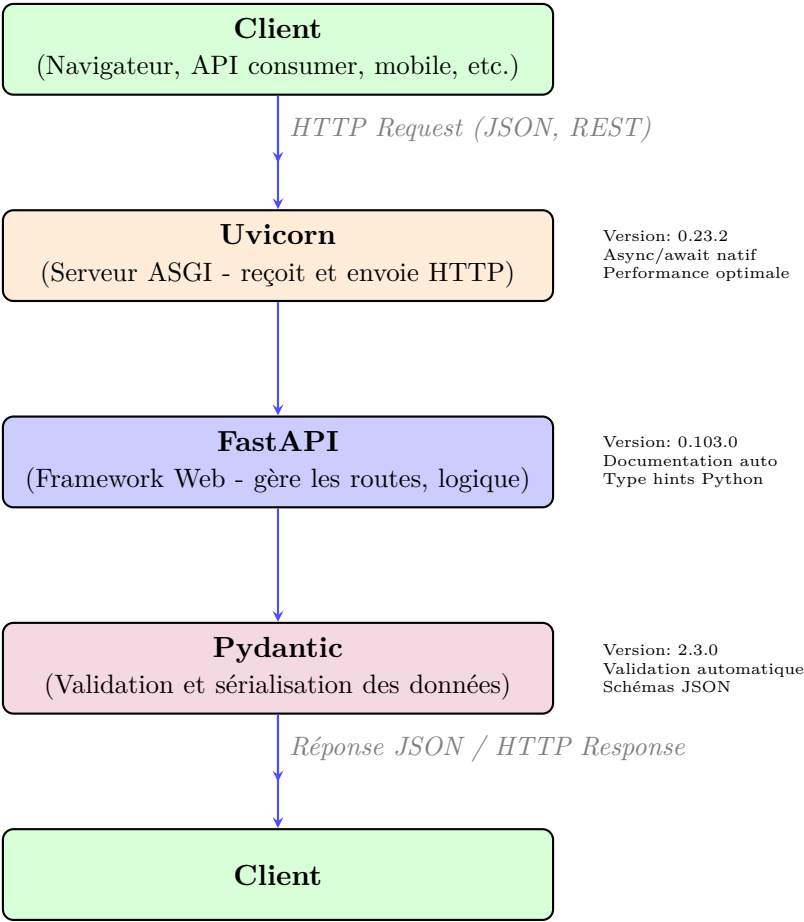 Client
(Navigateur, API consumer, mobile, etc.)
HTTP Request (JSON, REST)
Uvicorn
(Serveur ASGI - reçoit et envoie HTTP)
Version: 0.23.2
Async/await natif
Performance optimale
FastAPI
(Framework Web - gère les routes, logique)
Version: 0.103.0
Documentation auto
Type hints Python
Pydantic
(Validation et sérialisation des données)
Version: 2.3.0
Validation automatique
Schémas JSON
Réponse JSON / HTTP Response
Client